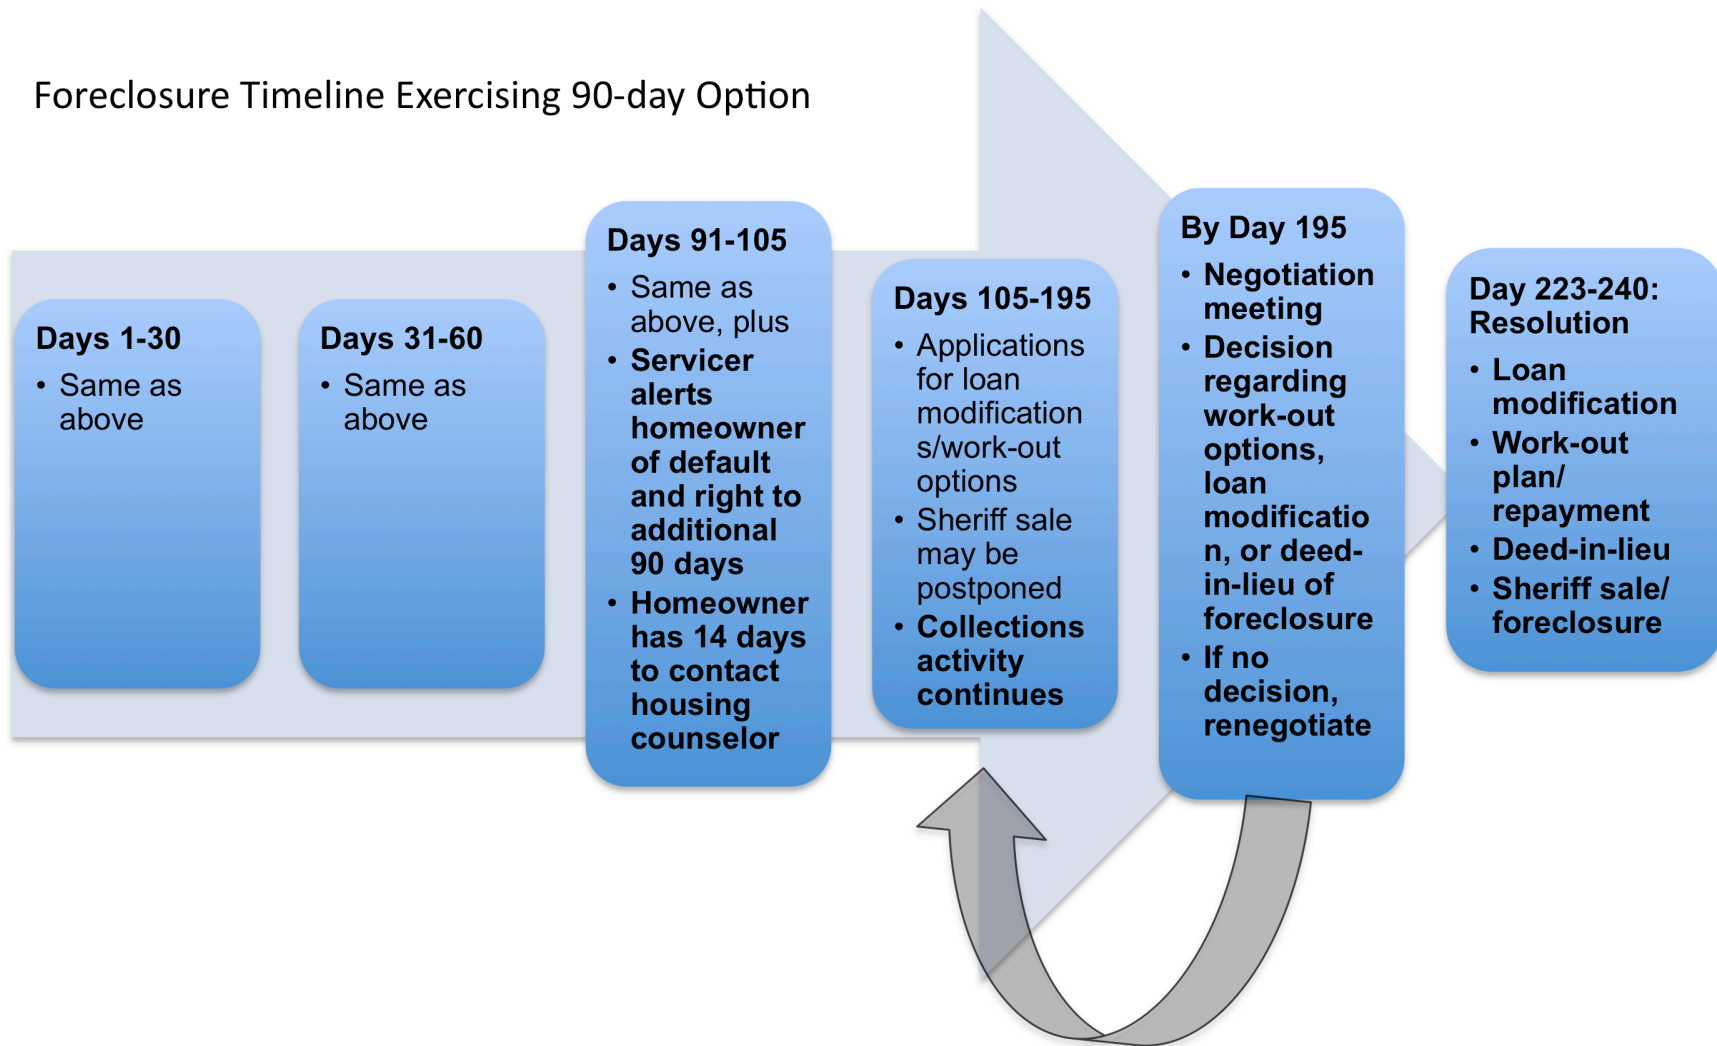 Foreclosure Timeline Exercising 90-day Option
Days 1-30
• Same as
above
Days 31-60
• Same as
above
Days 91-105
• Same as
above, plus
• Servicer
alerts
homeowner
of default
and right to
additional
90 days
• Homeowner
has 14 days
to contact
housing
counselor
Days 105-195
• Applications
for loan
modification
s/work-out
options
• Sheriff sale
may be
postponed
• Collections
activity
continues
By Day 195
• Negotiation
meeting
• Decision
regarding
work-out
options,
loan
modificatio
n, or deed-
in-lieu of
foreclosure
• If no
decision,
renegotiate
Day 223-240:
Resolution
• Loan
modification
• Work-out
plan/
repayment
• Deed-in-lieu
• Sheriff sale/
foreclosure